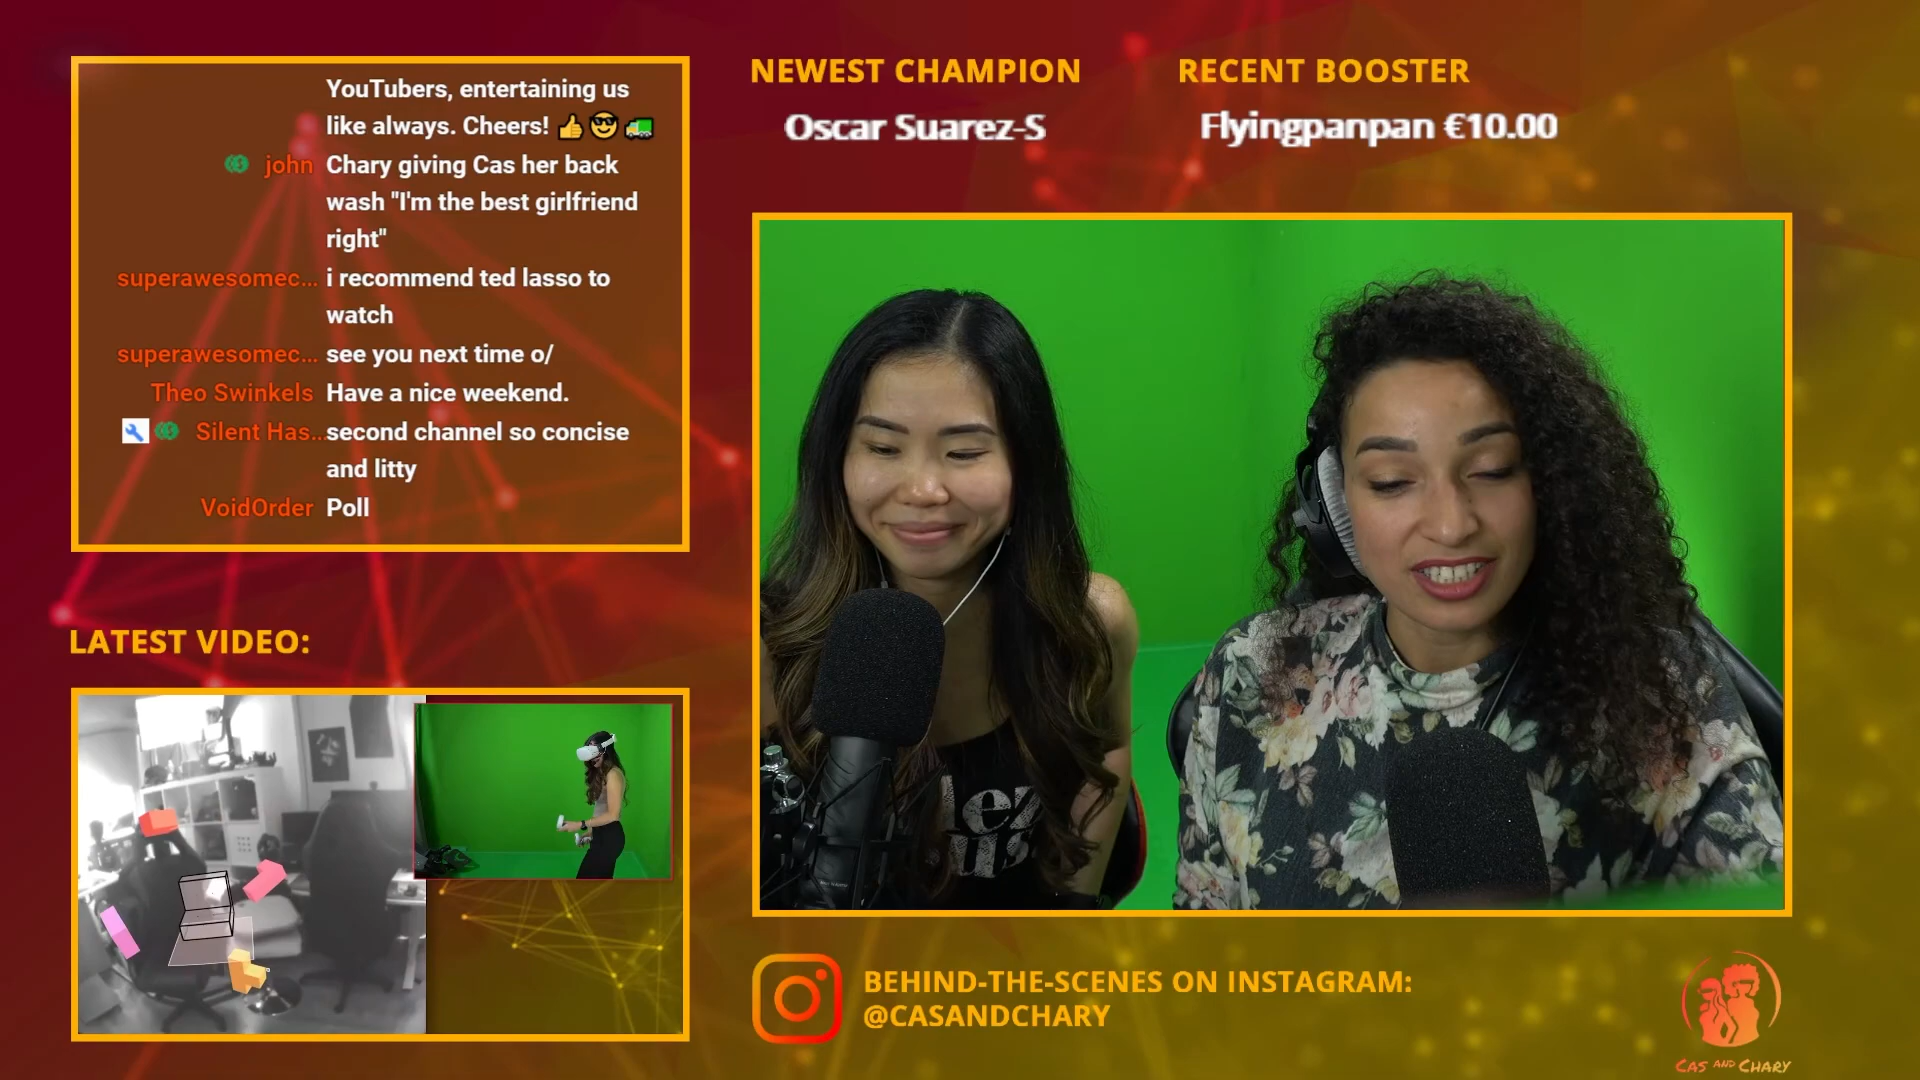 YouTubers, entertaining us
like always. Cheers! 👍😎🚚
john Chary giving Cas her back
wash "I'm the best girlfriend
right"
superawesomec... i recommend ted lasso to
watch
superawesomec... see you next time o/
Theo Swinkels Have a nice weekend.
Silent Has... second channel so concise
and litty
VoidOrder Poll
LATEST VIDEO:
NEWEST CHAMPION
Oscar Suarez-S
RECENT BOOSTER
Flyingpanpan €10.00
BEHIND-THE-SCENES ON INSTAGRAM:
@CASANDCHARY
CAS AND CHARY